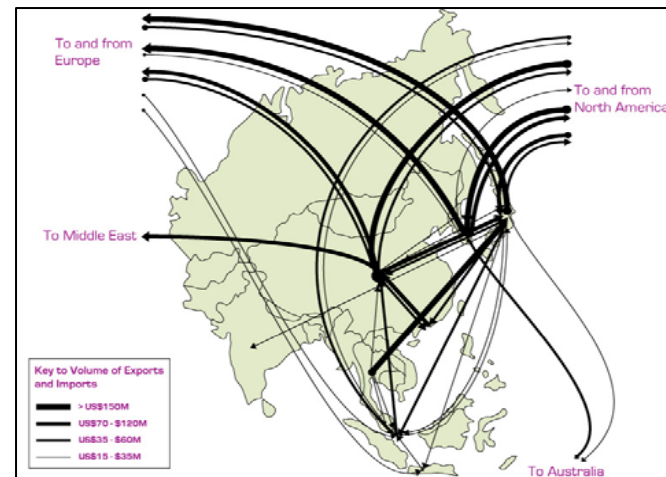 To and from
Europe
To and from
North America
To Middle East
Key to Volume of Exports
and Imports
> US$150M
US$70 - $120M
US$35 - $60M
US$15 - $35M
To Australia